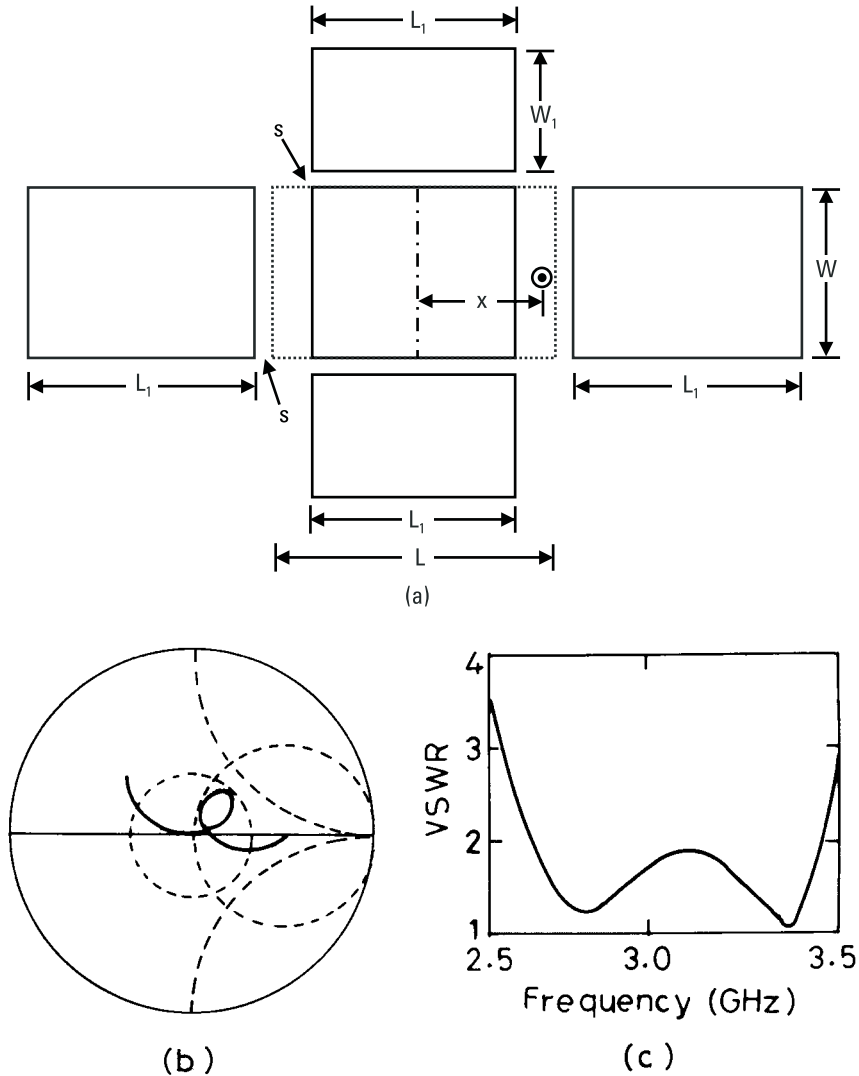 L₁
W₁
s
W
x
L₁
s
L₁
L₁
L
(a)
4
3
2
1
VSWR
2.5 3.0 3.5
Frequency (GHz)
(b) (c)